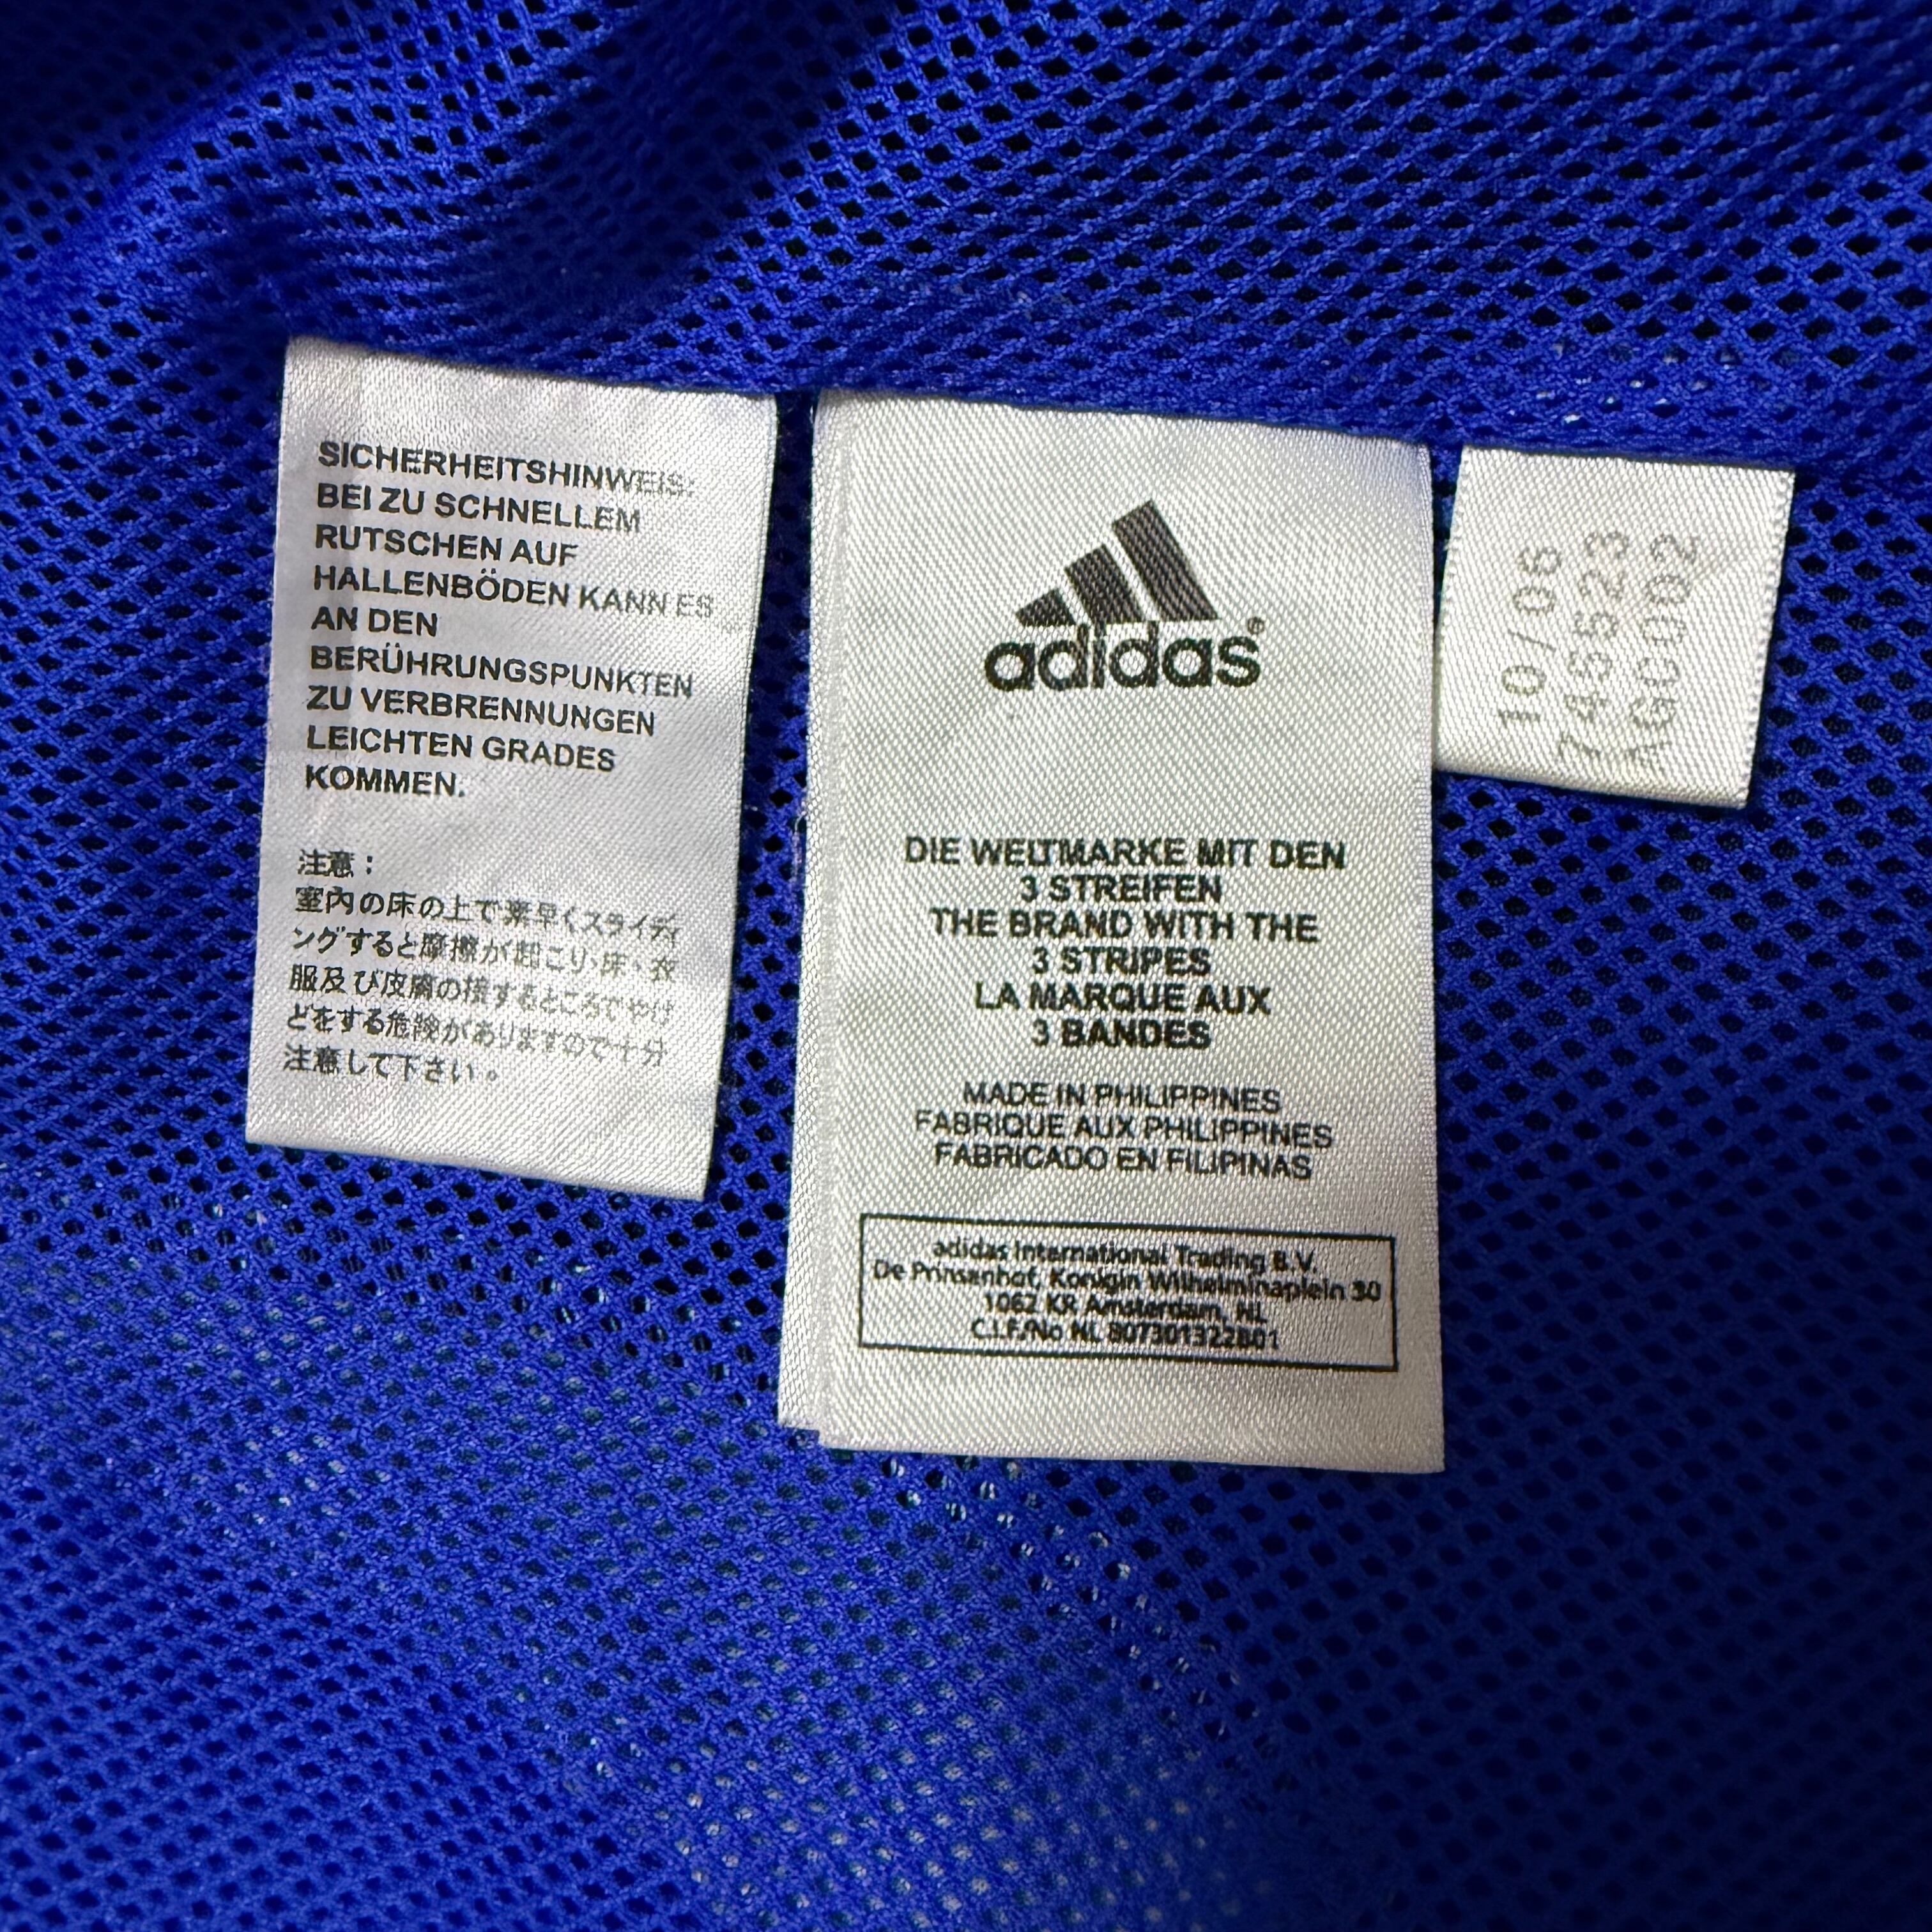 SICHERHEITSHINWEIS:
BEI ZU SCHNELLEM
RUTSCHEN AUF
HALLENBÖDEN KANN ES
AN DEN
BERÜHRUNGSPUNKTEN
ZU VERBRENNUNGEN
LEICHTEN GRADES
KOMMEN.
注意：
室內の床の上で素早くスライディ
ングすると摩擦が起こり、床、衣
服及び皮膚の接するところでやけ
どをする危険がありますので十分
注意して下さい。
adidas®
DIE WELTMARKE MIT DEN
3 STREIFEN
THE BRAND WITH THE
3 STRIPES
LA MARQUE AUX
3 BANDES
MADE IN PHILIPPINES
FABRIQUE AUX PHILIPPINES
FABRICADO EN FILIPINAS
adidas International Trading B.V.
De Prinsenhof, Konigin Wilhelminaplein 30
1062 KR Amsterdam, NL
C.I.F./No NL 807301322B01
10/06
745523
AGC002